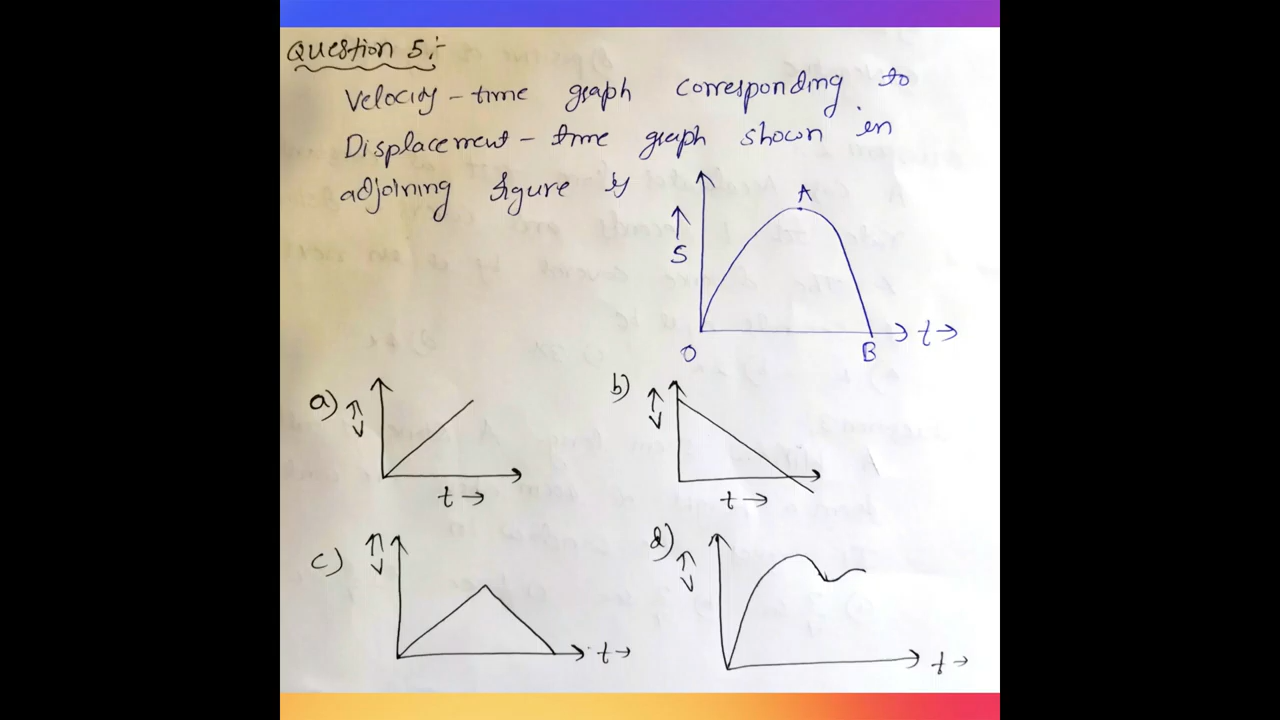 Question 5:-
Velocity - time graph corresponding to
Displacement - time graph shown in
adjoining figure is
A
S
t →
O
B
a)
v
t →
b)
v
t →
c)
v
t →
d)
v
t →